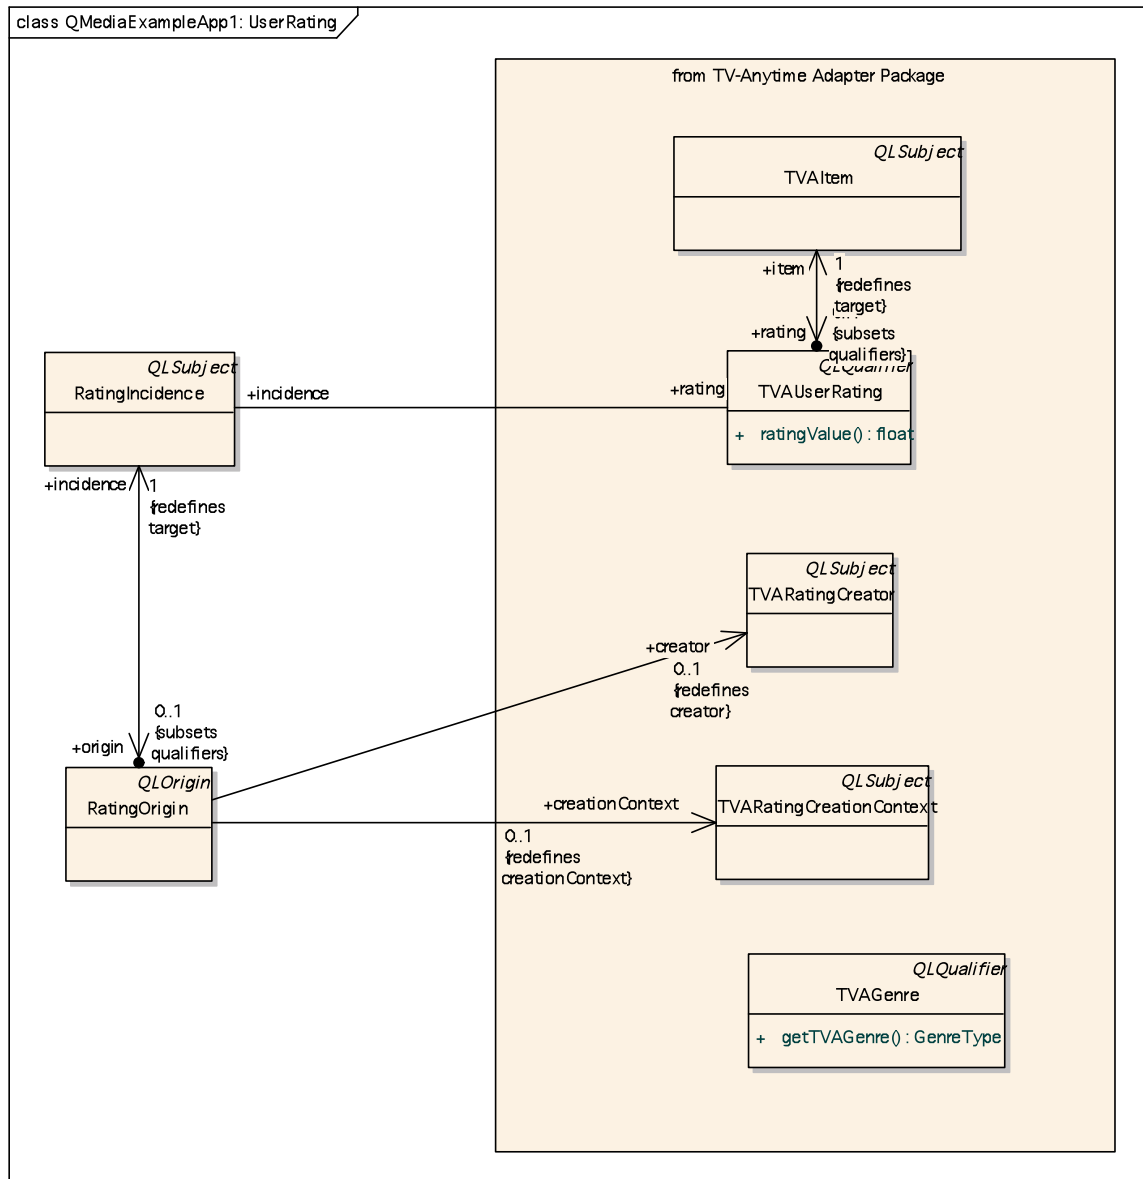 class QMediaExampleApp1: UserRating
from TV-Anytime Adapter Package
QLSubject
TVAItem
+item
1
{redefines
target}
+rating
{subsets
qualifiers}
QLQualifier
TVAUserRating
+ ratingValue() : float
QLSubject
RatingIncidence
+incidence
+rating
+incidence
1
{redefines
target}
QLSubject
TVARatingCreator
+creator
0..1
{redefines
creator}
0..1
{subsets
qualifiers}
+origin
QLOrigin
RatingOrigin
QLSubject
TVARatingCreationContext
+creationContext
0..1
{redefines
creationContext}
QLQualifier
TVAGenre
+ getTVAGenre() : GenreType